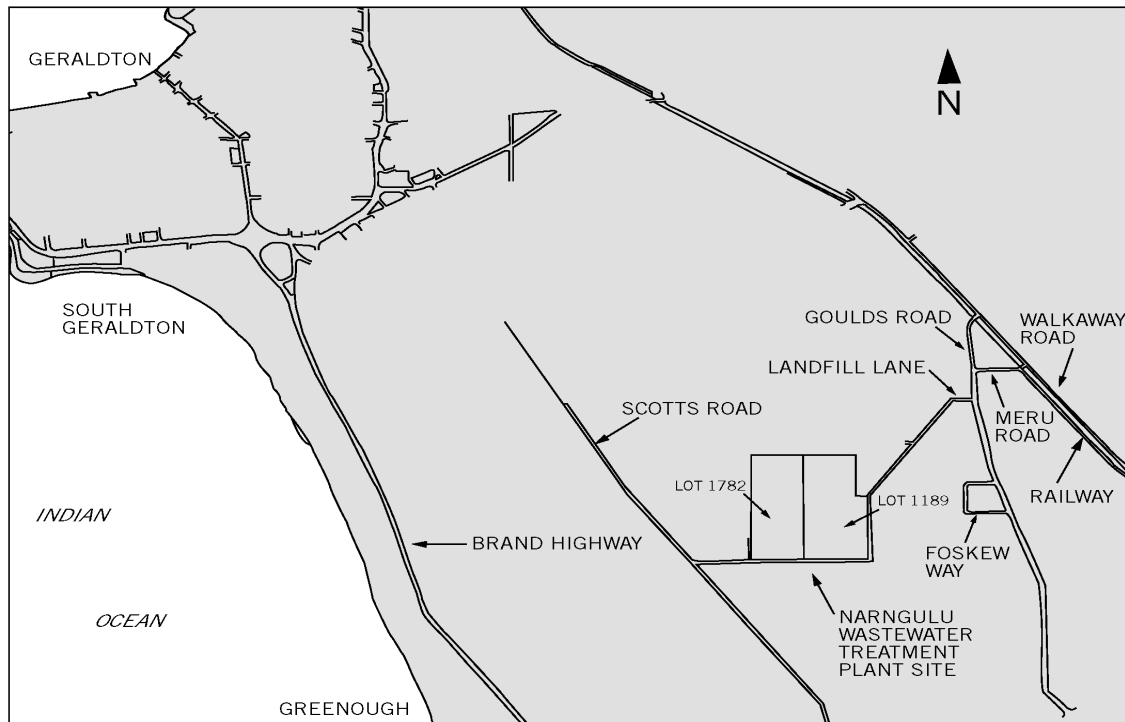 GERALDTON
N
SOUTH
GERALDTON
GOULDS ROAD
WALKAWAY
ROAD
LANDFILL LANE
SCOTTS ROAD
MERU
ROAD
LOT 1782
LOT 1189
RAILWAY
INDIAN
BRAND HIGHWAY
FOSKEW
WAY
OCEAN
NARNGULU
WASTEWATER
TREATMENT
PLANT SITE
GREENOUGH